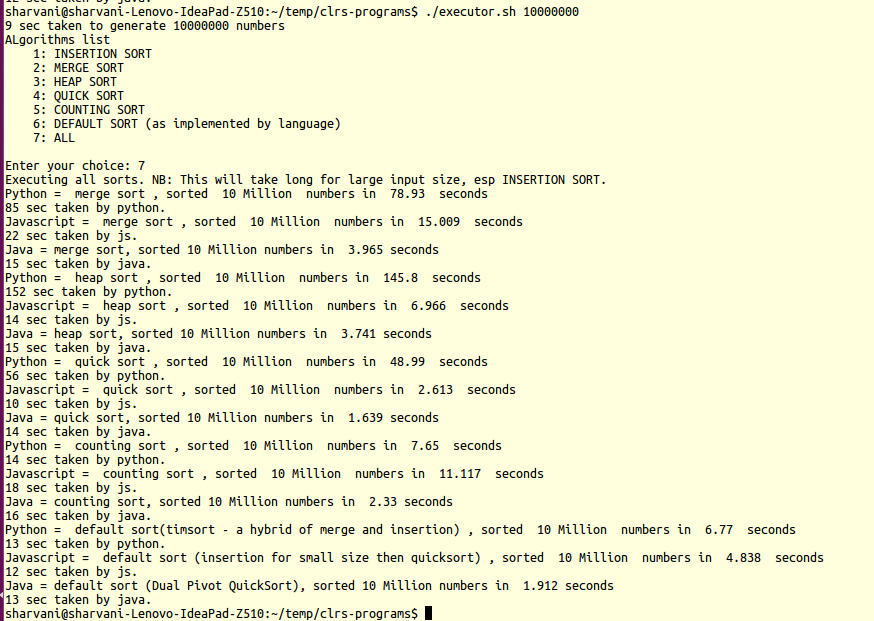 12 sec taken by java.
sharvani@sharvani-Lenovo-IdeaPad-Z510:~/temp/clrs-programs$ ./executor.sh 10000000
9 sec taken to generate 10000000 numbers
ALgorithms list
    1: INSERTION SORT
    2: MERGE SORT
    3: HEAP SORT
    4: QUICK SORT
    5: COUNTING SORT
    6: DEFAULT SORT (as implemented by language)
    7: ALL

Enter your choice: 7
Executing all sorts. NB: This will take long for large input size, esp INSERTION SORT.
Python =  merge sort , sorted  10 Million  numbers in  78.93  seconds
85 sec taken by python.
Javascript =  merge sort , sorted  10 Million  numbers in  15.009  seconds
22 sec taken by js.
Java = merge sort, sorted 10 Million numbers in  3.965 seconds
15 sec taken by java.
Python =  heap sort , sorted  10 Million  numbers in  145.8  seconds
152 sec taken by python.
Javascript =  heap sort , sorted  10 Million  numbers in  6.966  seconds
14 sec taken by js.
Java = heap sort, sorted 10 Million numbers in  3.741 seconds
15 sec taken by java.
Python =  quick sort , sorted  10 Million  numbers in  48.99  seconds
56 sec taken by python.
Javascript =  quick sort , sorted  10 Million  numbers in  2.613  seconds
10 sec taken by js.
Java = quick sort, sorted 10 Million numbers in  1.639 seconds
14 sec taken by java.
Python =  counting sort , sorted  10 Million  numbers in  7.65  seconds
14 sec taken by python.
Javascript =  counting sort , sorted  10 Million  numbers in  11.117  seconds
18 sec taken by js.
Java = counting sort, sorted 10 Million numbers in  2.33 seconds
16 sec taken by java.
Python =  default sort(timsort - a hybrid of merge and insertion) , sorted  10 Million  numbers in  6.77  seconds
13 sec taken by python.
Javascript =  default sort (insertion for small size then quicksort) , sorted  10 Million  numbers in  4.838  seconds
12 sec taken by js.
Java = default sort (Dual Pivot QuickSort), sorted 10 Million numbers in  1.912 seconds
13 sec taken by java.
sharvani@sharvani-Lenovo-IdeaPad-Z510:~/temp/clrs-programs$